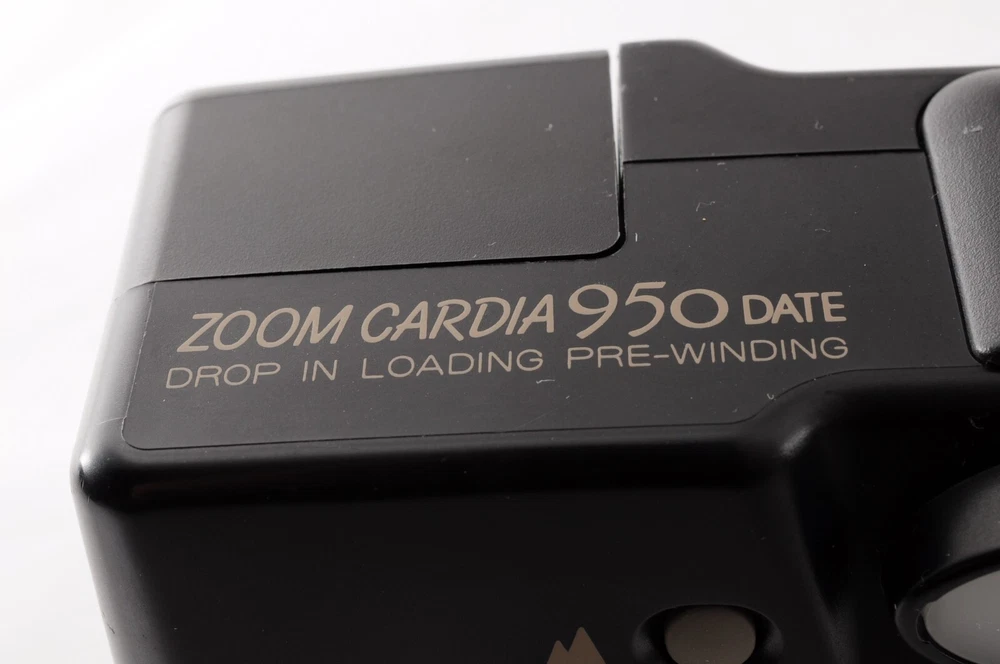 ZOOM CARDIA 950 DATE
DROP IN LOADING PRE-WINDING